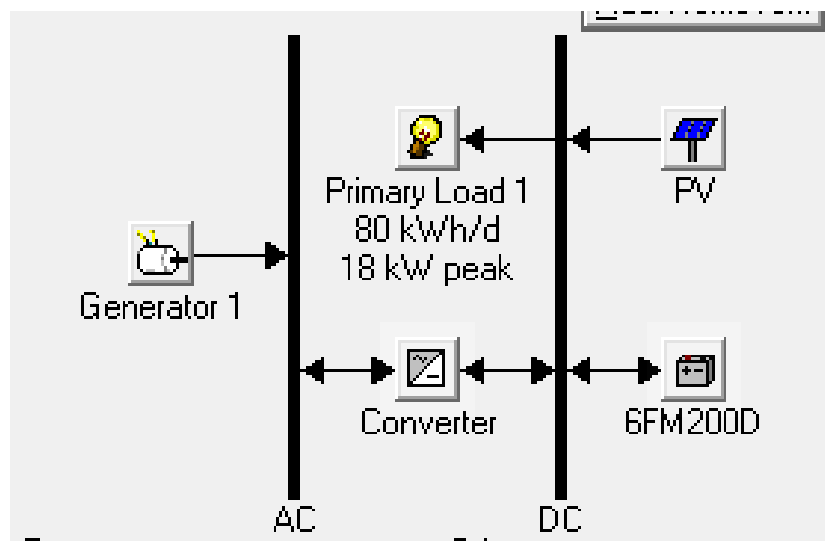 Primary Load 1
80 kWh/d
18 kW peak
PV
Generator 1
Converter
6FM200D
AC
DC